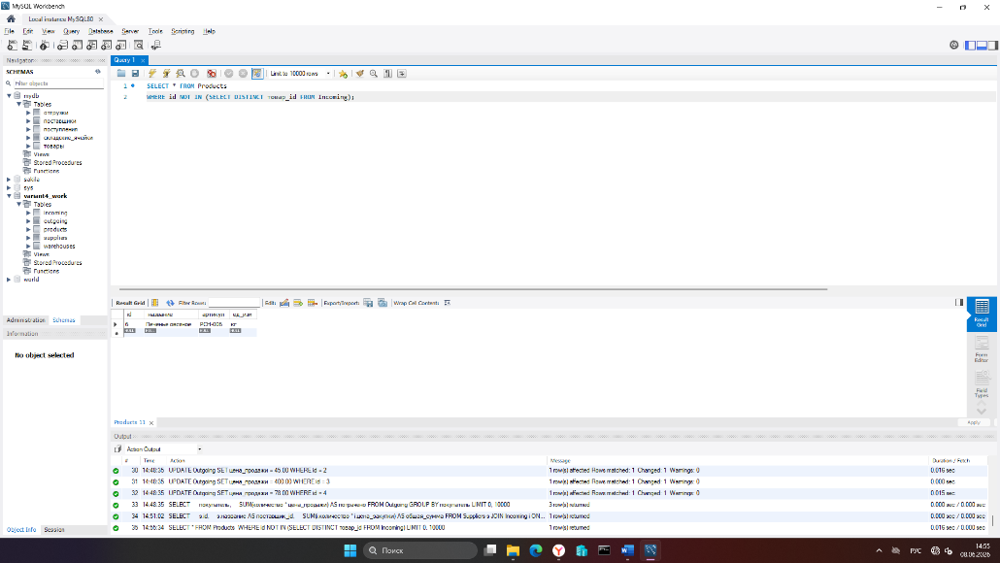 MySQL Workbench
Local instance MySQL80
File Edit View Query Database Server Tools Scripting Help
Navigator
SCHEMAS
Filter objects
mydb
Tables
отгрузки
поставщики
поступления
складские_ячейки
товары
Views
Stored Procedures
Functions
sakila
sys
variant4_work
Tables
incoming
outgoing
products
suppliers
warehouses
Views
Stored Procedures
Functions
world
Administration Schemas
Information
No object selected
Object Info Session
Query 1
Limit to 10000 rows
1 SELECT * FROM Products
2 WHERE id NOT IN (SELECT DISTINCT товар_id FROM Incoming);
Result Grid Filter Rows: Edit: Export/Import: Wrap Cell Content:
id название артикул ед_изм
6 Печенье овсяное PCH-006 кг
NULL NULL NULL NULL
Result Grid
Form Editor
Field Types
Products 11
Apply
Output
Action Output
# Time Action Message Duration / Fetch
30 14:48:35 UPDATE Outgoing SET цена_продажи = 45.00 WHERE id = 2 1 row(s) affected Rows matched: 1 Changed: 1 Warnings: 0 0.016 sec
31 14:48:35 UPDATE Outgoing SET цена_продажи = 400.00 WHERE id = 3 1 row(s) affected Rows matched: 1 Changed: 1 Warnings: 0 0.000 sec
32 14:48:35 UPDATE Outgoing SET цена_продажи = 78.00 WHERE id = 4 1 row(s) affected Rows matched: 1 Changed: 1 Warnings: 0 0.015 sec
33 14:48:35 SELECT покупатель, SUM(количество * цена_продажи) AS потрачено FROM Outgoing GROUP BY покупатель LIMIT 0, 10000 row(s) returned 0.000 sec / 0.000 sec
34 14:51:02 SELECT s.id, s.название AS поставщик_id, SUM(i.количество * i.цена_закупки) AS общая_сумма FROM Suppliers s JOIN Incoming i ON... row(s) returned 0.000 sec / 0.000 sec
35 14:55:34 SELECT * FROM Products WHERE id NOT IN (SELECT DISTINCT товар_id FROM Incoming) LIMIT 0, 10000 1 row(s) returned 0.016 sec / 0.000 sec
Поиск
РУС
14:55
08.06.2026